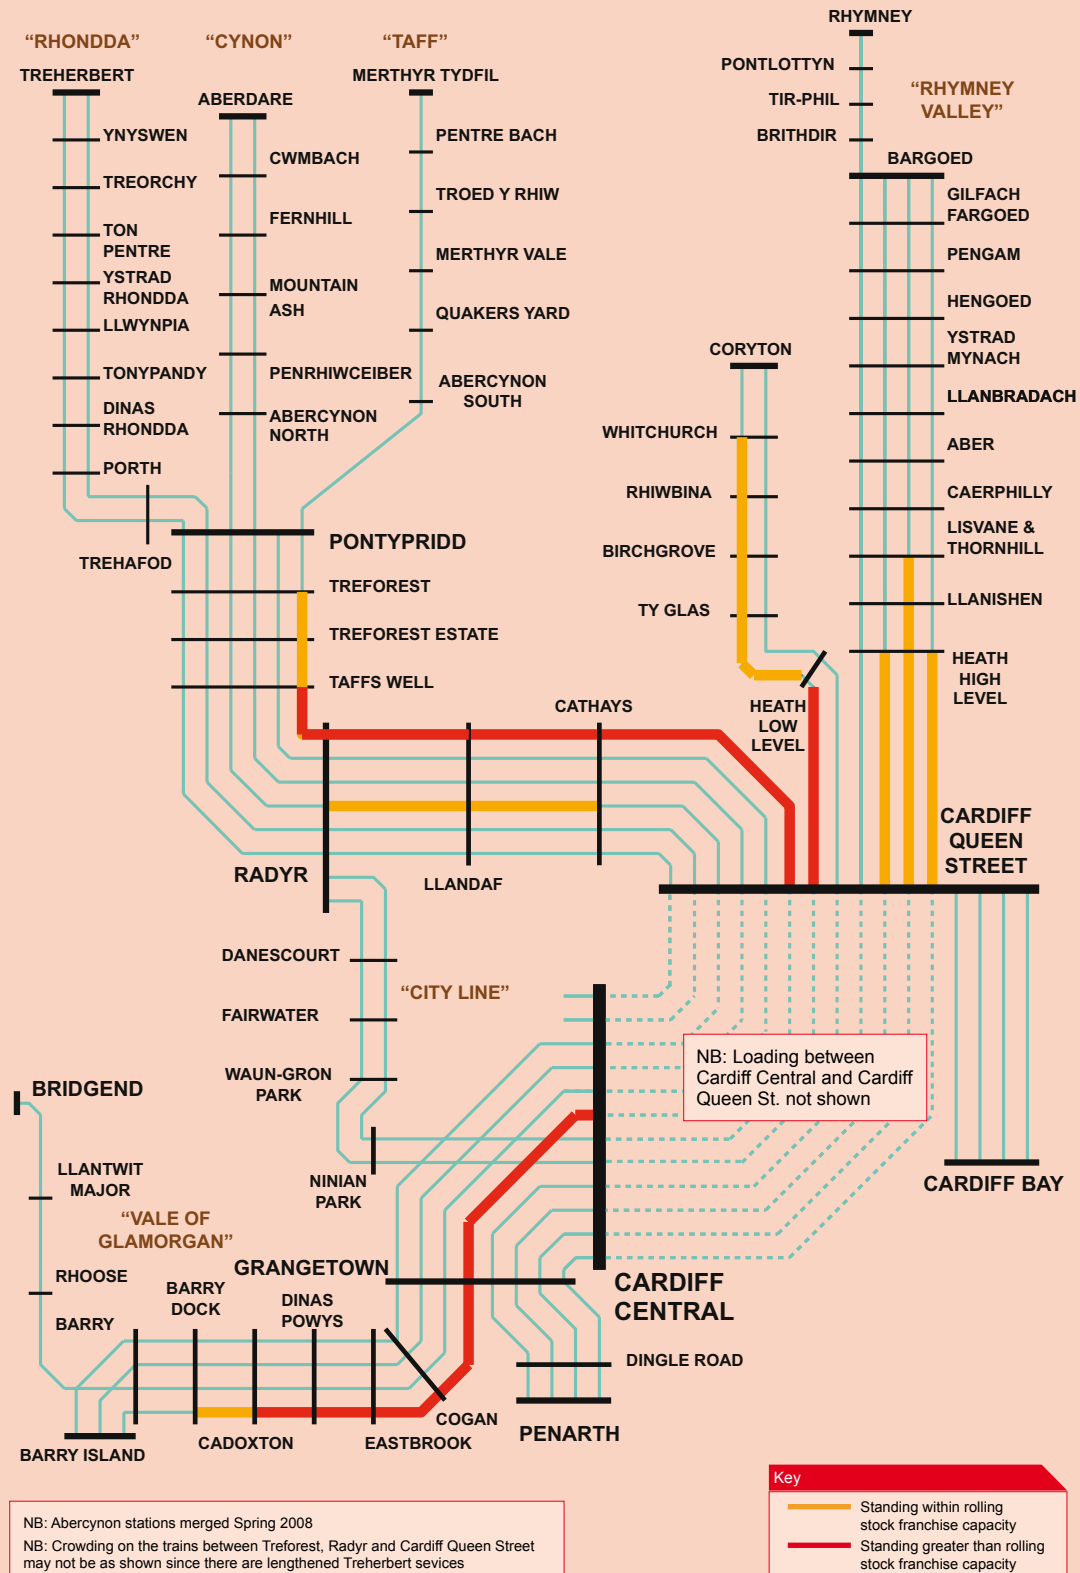 RHYMNEY
“RHONDDA”
“CYNON”
“TAFF”
PONTLOTTYN
TREHERBERT
MERTHYR TYDFIL
“RHYMNEY
VALLEY”
ABERDARE
TIR-PHIL
YNYSWEN
PENTRE BACH
BRITHDIR
CWMBACH
BARGOED
TREORCHY
TROED Y RHIW
GILFACH
FARGOED
FERNHILL
TON
PENTRE
MERTHYR VALE
PENGAM
YSTRAD
RHONDDA
MOUNTAIN
ASH
HENGOED
LLWYNPIA
QUAKERS YARD
YSTRAD
MYNACH
CORYTON
TONYPANDY
PENRHIWCEIBER
ABERCYNON
SOUTH
LLANBRADACH
DINAS
RHONDDA
ABERCYNON
NORTH
WHITCHURCH
ABER
PORTH
RHIWBINA
CAERPHILLY
PONTYPRIDD
LISVANE &
THORNHILL
TREHAFOD
BIRCHGROVE
TREFOREST
LLANISHEN
TY GLAS
TREFOREST ESTATE
HEATH
HIGH
LEVEL
TAFFS WELL
CATHAYS
HEATH
LOW
LEVEL
CARDIFF
QUEEN
STREET
RADYR
LLANDAF
DANESCOURT
“CITY LINE”
FAIRWATER
NB: Loading between
Cardiff Central and Cardiff
Queen St. not shown
WAUN-GRON
PARK
BRIDGEND
LLANTWIT
MAJOR
NINIAN
PARK
CARDIFF BAY
“VALE OF
GLAMORGAN”
GRANGETOWN
CARDIFF
CENTRAL
RHOOSE
BARRY
DOCK
DINAS
POWYS
BARRY
DINGLE ROAD
COGAN
PENARTH
CADOXTON
EASTBROOK
BARRY ISLAND
Key
Standing within rolling
stock franchise capacity
Standing greater than rolling
stock franchise capacity
NB: Abercynon stations merged Spring 2008
NB: Crowding on the trains between Treforest, Radyr and Cardiff Queen Street
may not be as shown since there are lengthened Treherbert sevices